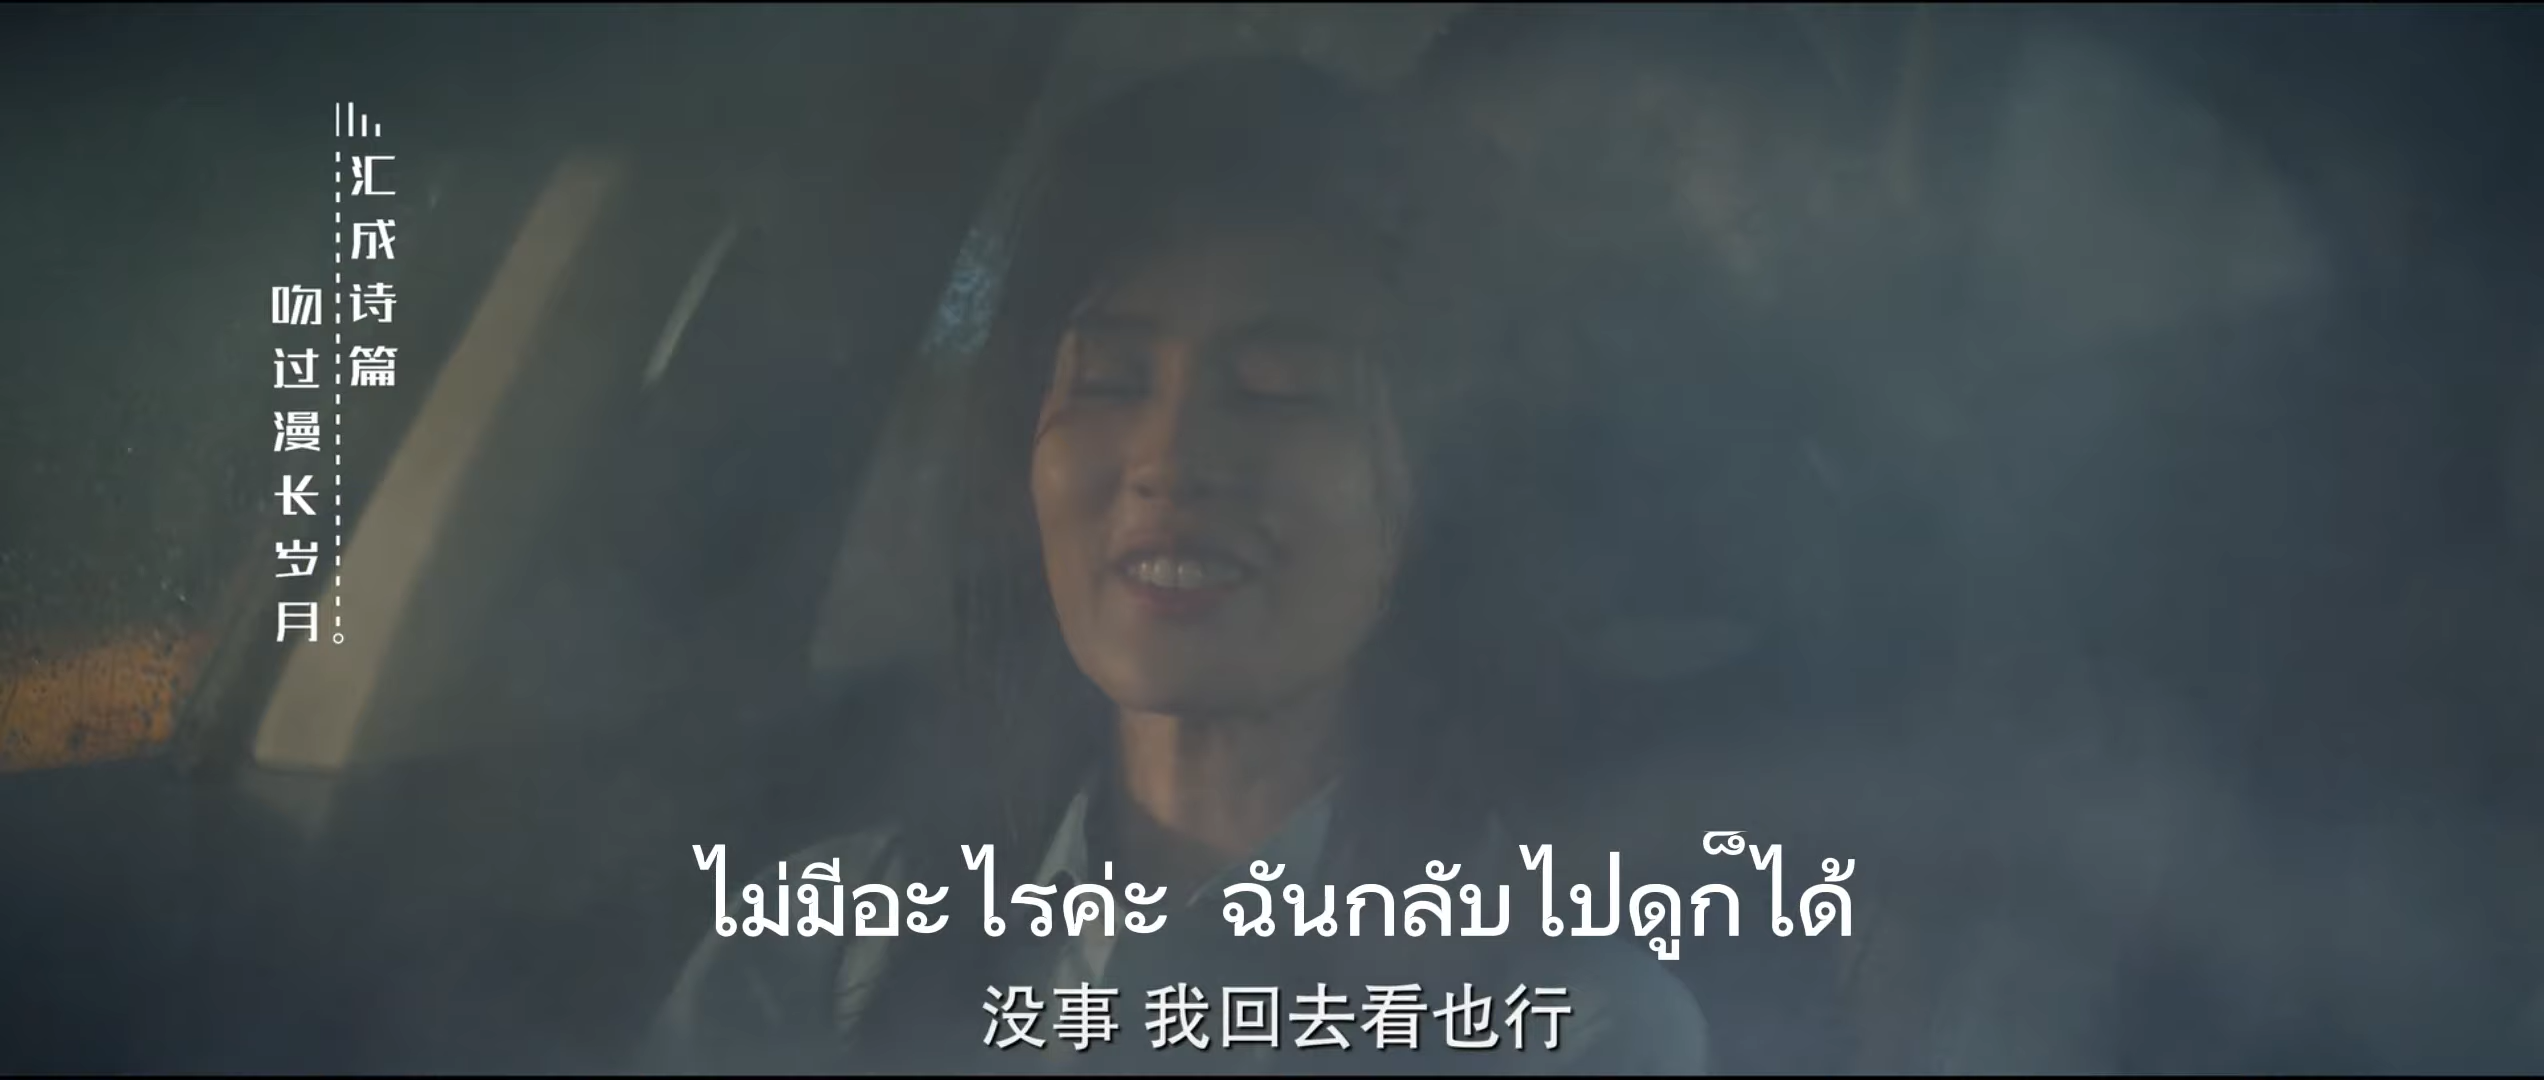 汇成诗篇
吻过漫长岁月。
ไม่มีอะไรค่ะ ฉันกลับไปดูก็ได้
没事 我回去看也行